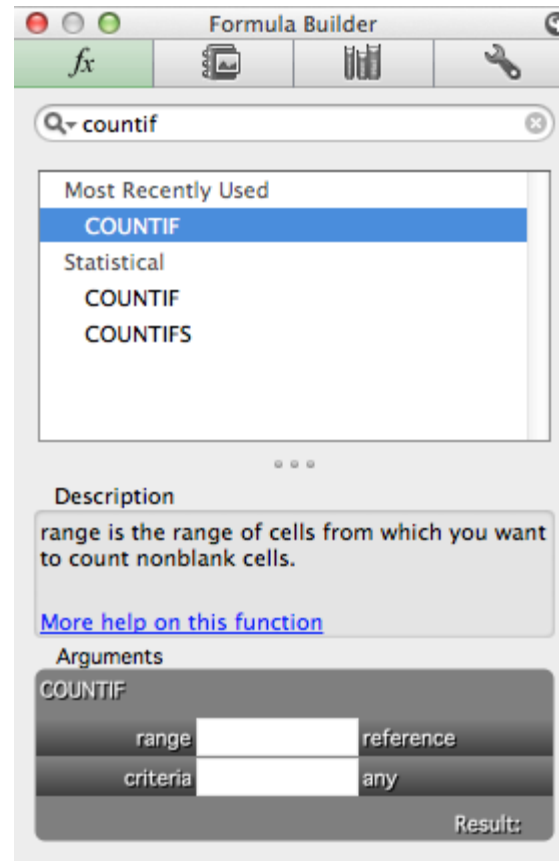 Formula Builder
fx
countif
Most Recently Used
COUNTIF
Statistical
COUNTIF
COUNTIFS
Description
range is the range of cells from which you want
to count nonblank cells.
More help on this function
Arguments
COUNTIF
range reference
criteria any
Result: